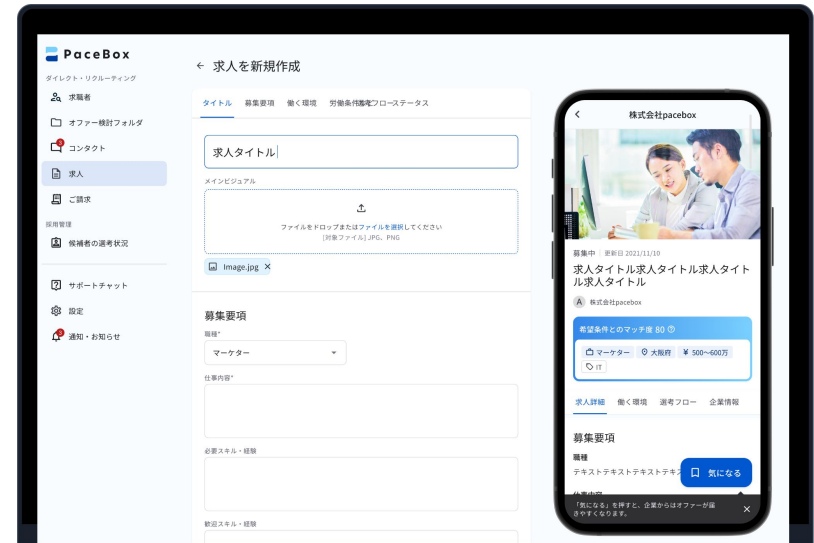 PaceBox
ダイレクト・リクルーティング
求職者
オファー検討フォルダ
3
コンタクト
求人
ご請求
採用管理
候補者の選考状況
サポートチャット
設定
3
通知・お知らせ
← 求人を新規作成
タイトル 募集要項 働く環境 労働条件 選考フロー ステータス
求人タイトル
メインビジュアル
ファイルをドロップまたはファイルを選択してください
[対象ファイル] JPG、PNG
Image.jpg ×
募集要項
職種*
マーケター
仕事内容*
必要スキル・経験
歓迎スキル・経験
株式会社pacebox
募集中 更新日 2021/11/10
求人タイトル求人タイトル求人タイト
ル求人タイトル
A 株式会社pacebox
希望条件とのマッチ度 80
マーケター 大阪府 ¥ 500〜600万
IT
求人詳細 働く環境 選考フロー 企業情報
募集要項
職種
テキストテキストテキストテキス
気になる
「気になる」を押すと、企業からはオファーが届
きやすくなります。
×